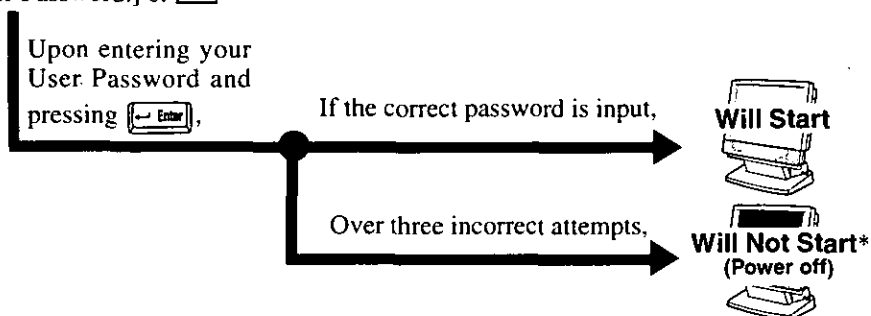 Upon entering your
User Password and
pressing ↵ Enter,
If the correct password is input,
Will Start
Over three incorrect attempts,
Will Not Start*
(Power off)